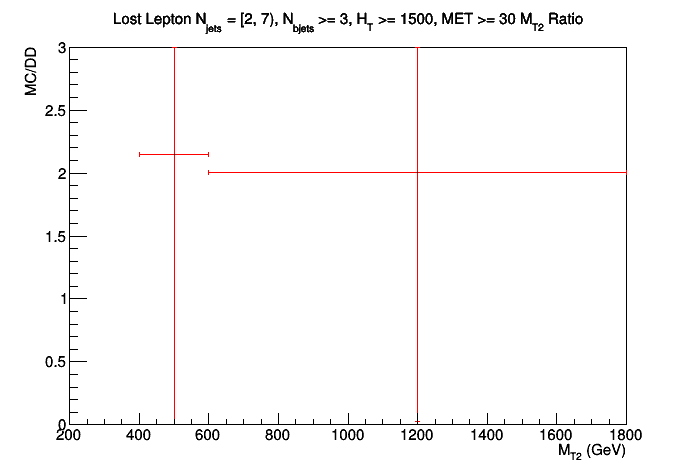 Lost Lepton N_jets = [2, 7), N_bjets >= 3, H_T >= 1500, MET >= 30 M_T2 Ratio
MC/DD
3
2.5
2
1.5
1
0.5
0
200 400 600 800 1000 1200 1400 1600 1800
M_T2 (GeV)